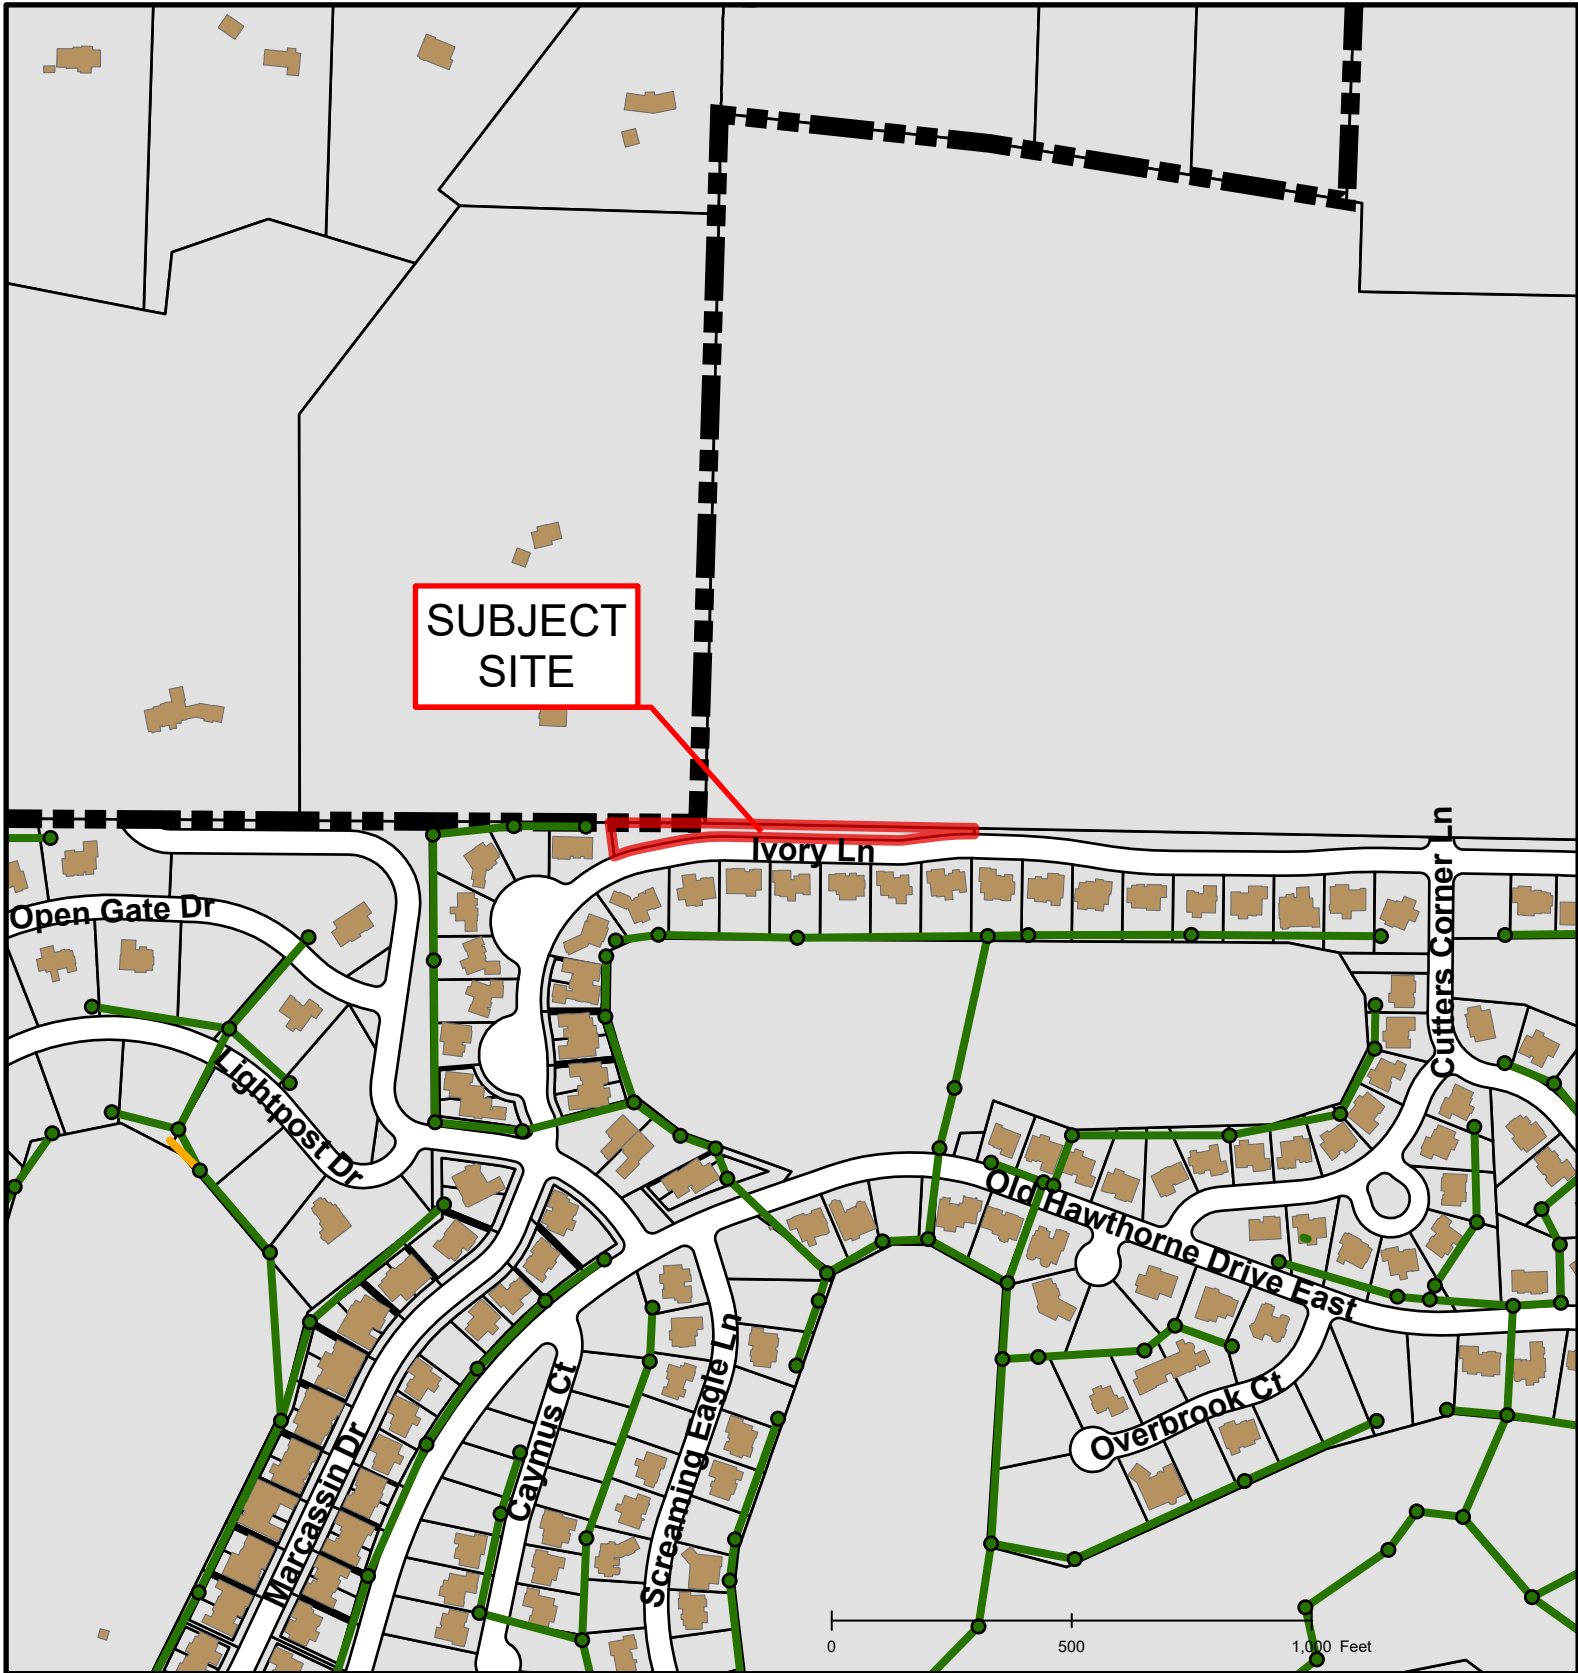 SUBJECT
SITE
Ivory Ln
Cutters Corner Ln
Open Gate Dr
Lightpost Dr
Old Hawthorne Drive East
Overbrook Ct
Screaming Eagle Ln
Caymus Ct
Marcassin Dr
0 500 1,000 Feet